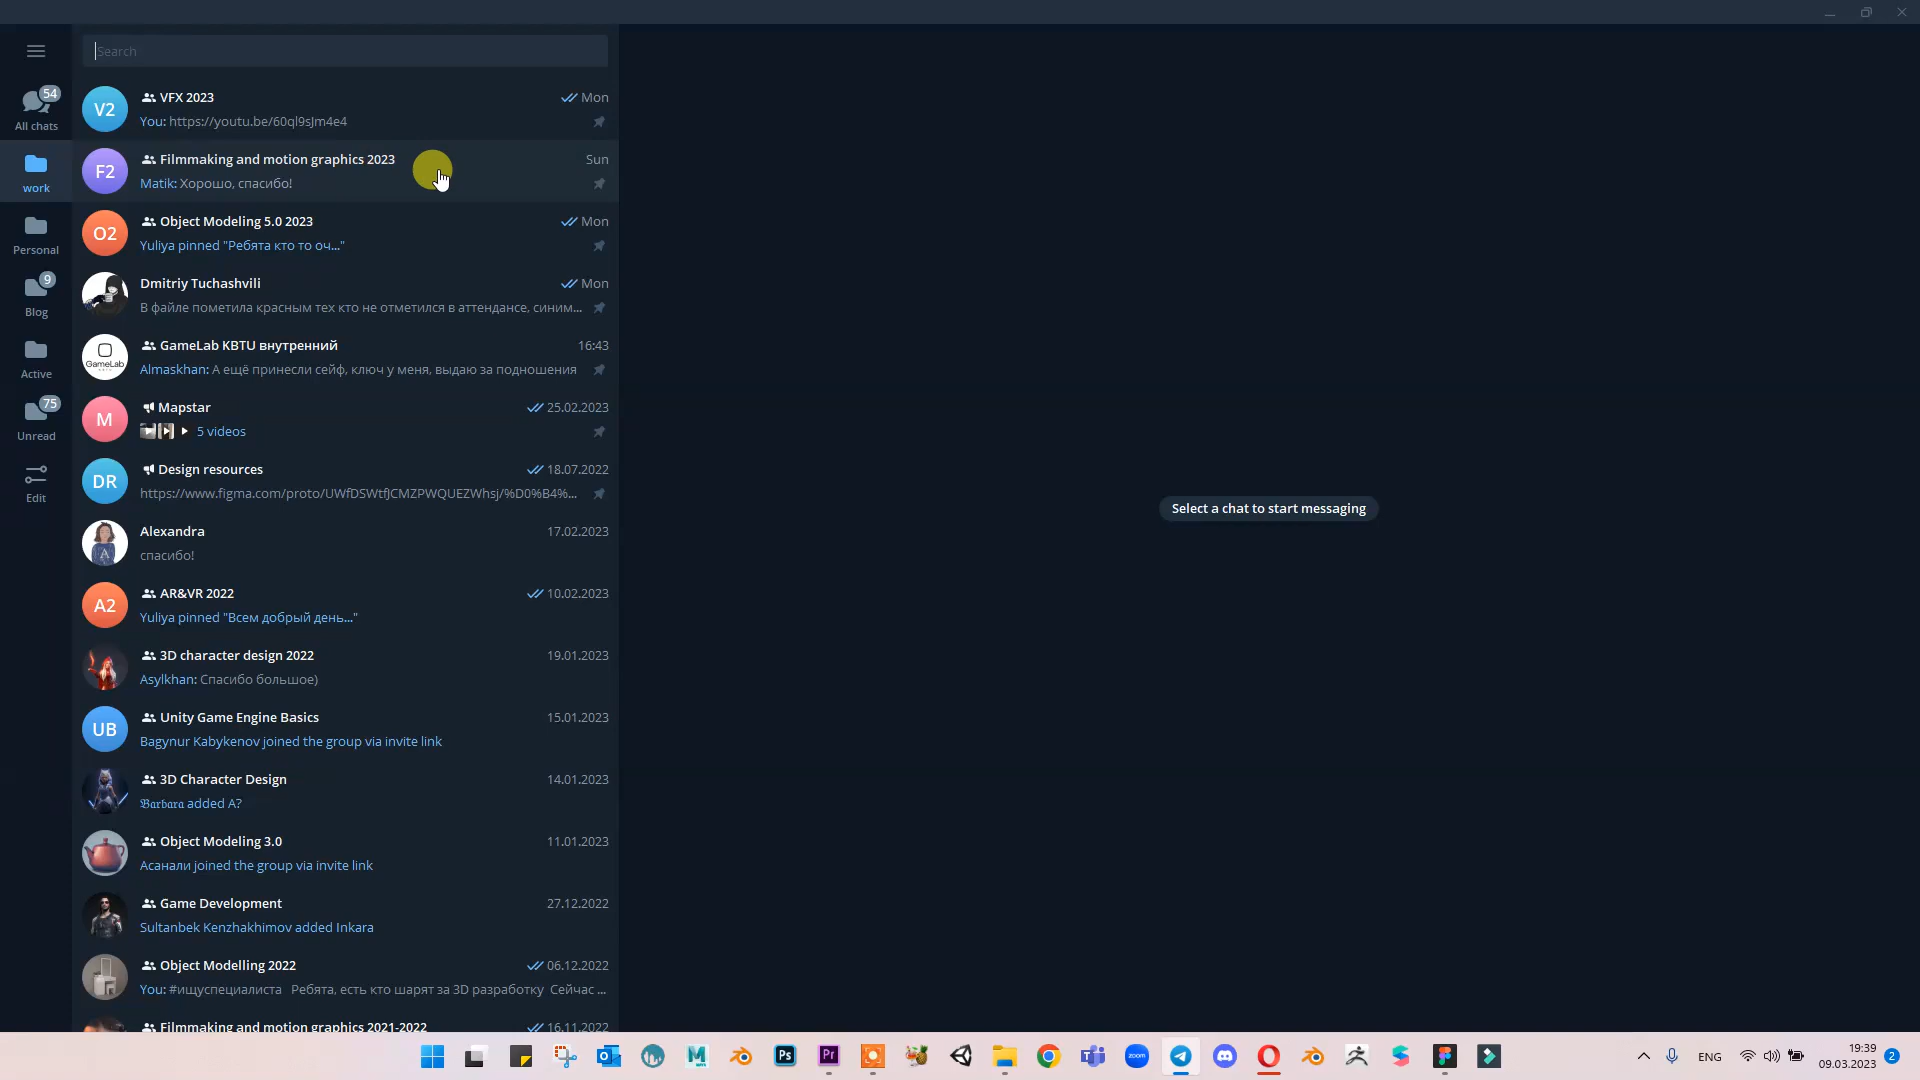 Search
54
All chats
work
Personal
9
Blog
Active
75
Unread
Edit
V2
VFX 2023
Mon
You: https://youtu.be/60ql9sJm4e4
F2
Filmmaking and motion graphics 2023
Sun
Matik: Хорошо, спасибо!
O2
Object Modeling 5.0 2023
Mon
Yuliya pinned "Ребята кто то оч..."
Dmitriy Tuchashvili
Mon
В файле пометила красным тех кто не отметился в аттендансе, синим...
GameLab
GameLab KBTU внутренний
16:43
Almaskhan: А ещё принесли сейф, ключ у меня, выдаю за подношения
M
Mapstar
25.02.2023
5 videos
DR
Design resources
18.07.2022
https://www.figma.com/proto/UWfDSWtfJCMZPWQUEZWhsj/%D0%B4%...
Alexandra
17.02.2023
спасибо!
A2
AR&VR 2022
10.02.2023
Yuliya pinned "Всем добрый день..."
3D character design 2022
19.01.2023
Asylkhan: Спасибо большое)
UB
Unity Game Engine Basics
15.01.2023
Bagynur Kabykenov joined the group via invite link
3D Character Design
14.01.2023
𝔅𝔞𝔯𝔟𝔞𝔯𝔞 added A?
Object Modeling 3.0
11.01.2023
Асанали joined the group via invite link
Game Development
27.12.2022
Sultanbek Kenzhakhimov added Inkara
Object Modelling 2022
06.12.2022
You: #ищуспециалиста Ребята, есть кто шарят за 3D разработку Сейчас ...
Filmmaking and motion graphics 2021-2022
16.11.2022
Select a chat to start messaging
Ps
Pr
zoom
ENG
19:39
09.03.2023
2